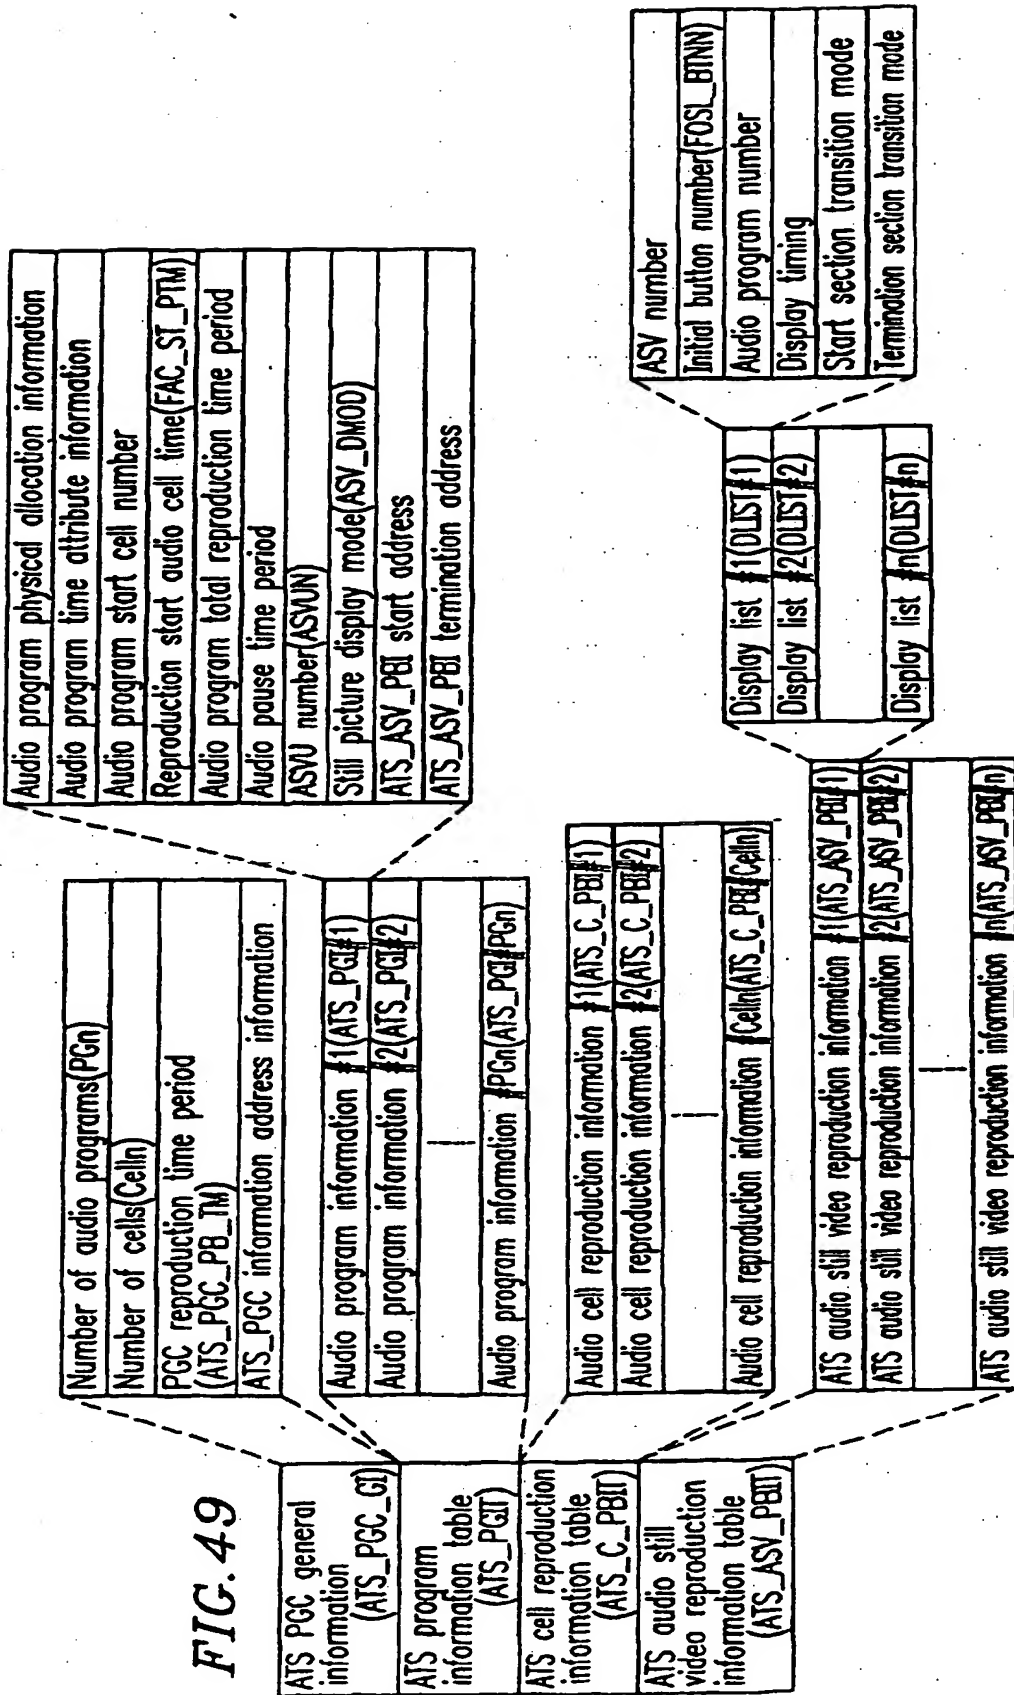 FIG. 49
ATS PGC general
information
(ATS_PGC_GI)
ATS program
information table
(ATS_PGIT)
ATS cell reproduction
information table
(ATS_C_PBIT)
ATS audio still
video reproduction
information table
(ATS_ASV_PBIT)
Number of audio programs(PGn)
Number of cells(Celln)
PGC reproduction time period
(ATS_PGC_PB_TM)
ATS_PGC information address information
Audio program information #1(ATS_PGI#1)
Audio program information #2(ATS_PGI#2)
Audio program information #PGn(ATS_PGI#PGn)
Audio cell reproduction information #1(ATS_C_PBI#1)
Audio cell reproduction information #2(ATS_C_PBI#2)
Audio cell reproduction information #Celln(ATS_C_PBI#Celln)
ATS audio still video reproduction information #1(ATS_ASV_PBI#1)
ATS audio still video reproduction information #2(ATS_ASV_PBI#2)
ATS audio still video reproduction information #n(ATS_ASV_PBI#n)
Audio program physical allocation information
Audio program time attribute information
Audio program start cell number
Reproduction start audio cell time(FAC_ST_PTM)
Audio program total reproduction time period
Audio pause time period
ASVU number(ASVUN)
Still picture display mode(ASV_DMOD)
ATS_ASV_PBI start address
ATS_ASV_PBI termination address
Display list #1(DLIST#1)
Display list #2(DLIST#2)
Display list #n(DLIST#n)
ASV number
Initial button number(FOSL_BTNN)
Audio program number
Display timing
Start section transition mode
Termination section transition mode